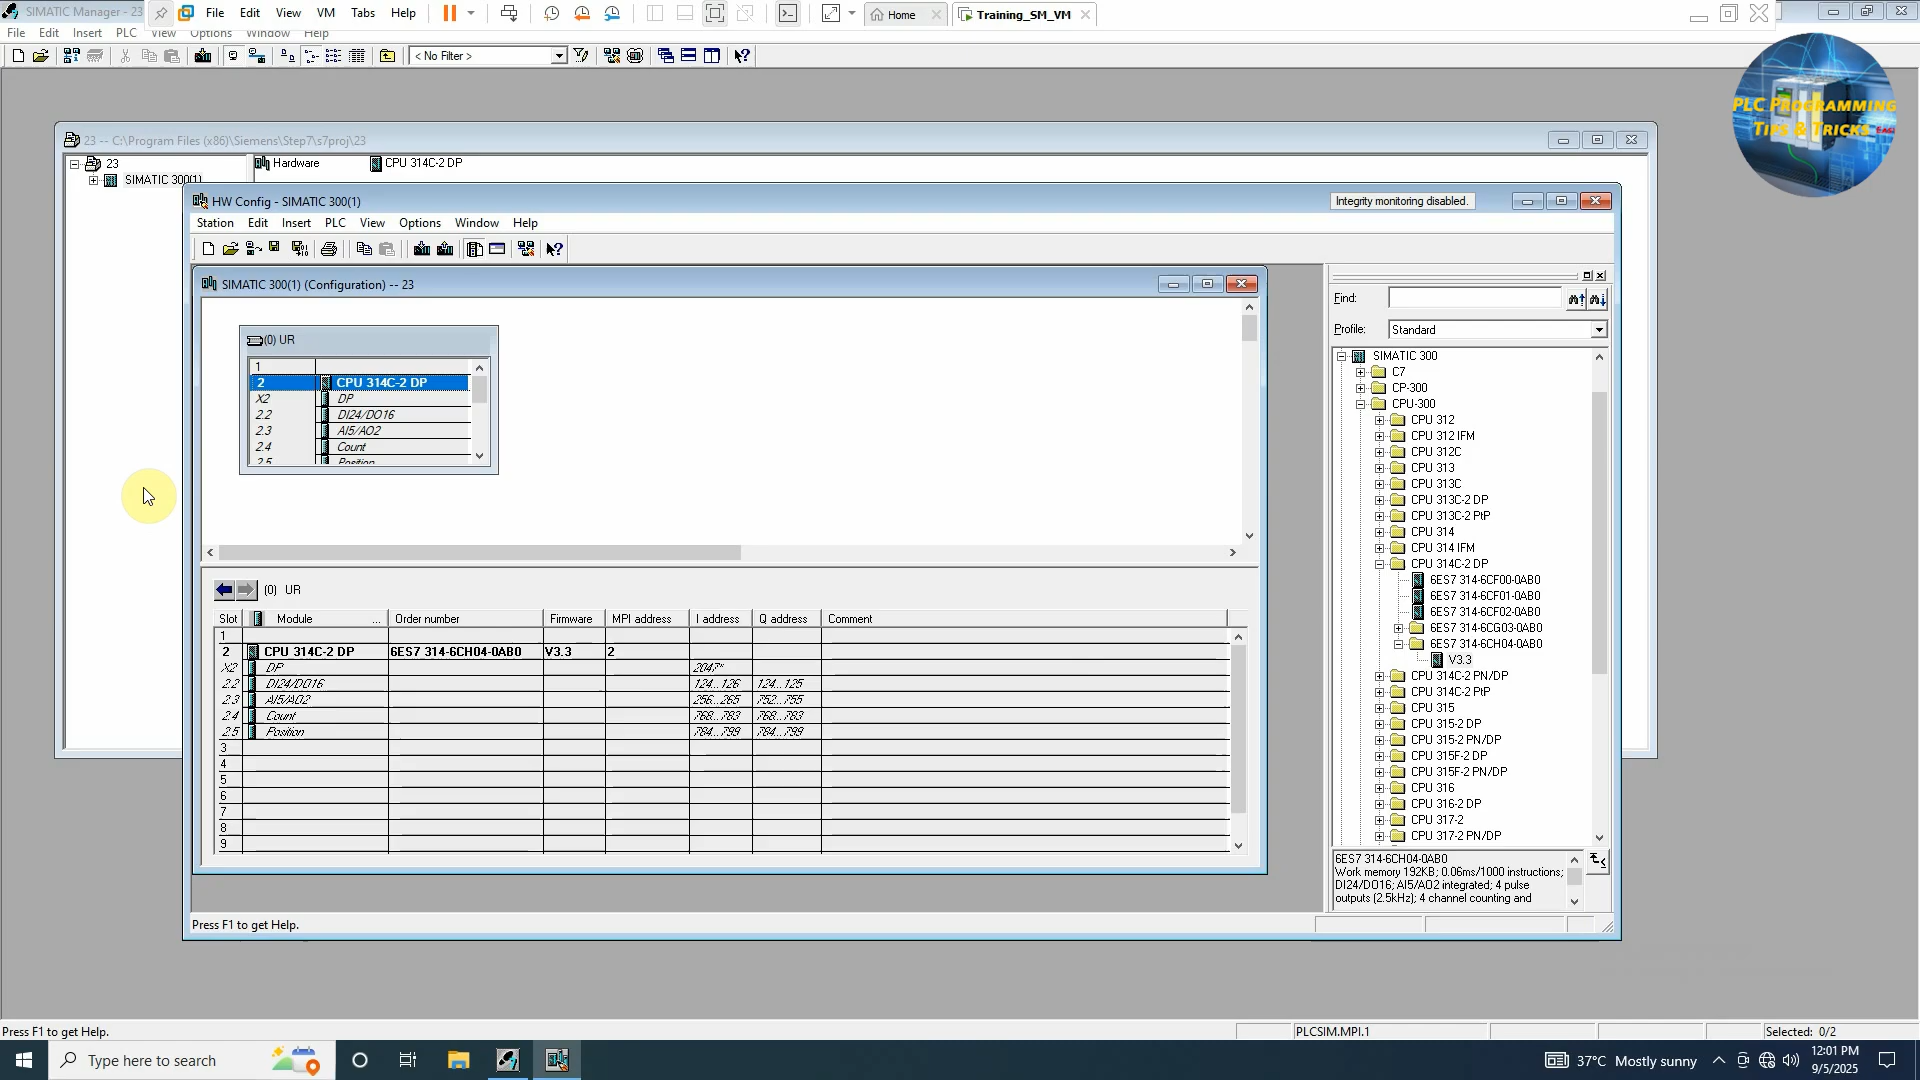 SIMATIC Manager - 23
File Edit View VM Tabs Help
Home
Training_SM_VM
File Edit Insert PLC View Options Window Help
< No Filter >
PLC PROGRAMMING
TIPS & TRICKS EASY
23 -- C:\Program Files (x86)\Siemens\Step7\s7proj\23
23
SIMATIC 300(1)
Hardware
CPU 314C-2 DP
HW Config - SIMATIC 300(1)
Integrity monitoring disabled.
Station Edit Insert PLC View Options Window Help
SIMATIC 300(1) (Configuration) -- 23
(0) UR
1
2 CPU 314C-2 DP
X2 DP
2.2 DI24/DO16
2.3 AI5/AO2
2.4 Count
2.5 Position
(0) UR
Slot Module ... Order number Firmware MPI address I address Q address Comment
1
2 CPU 314C-2 DP 6ES7 314-6CH04-0AB0 V3.3 2
X2 DP 2047*
2.2 DI24/DO16 124...126 124...125
2.3 AI5/AO2 256...265 752...755
2.4 Count 768...783 768...783
2.5 Position 784...799 784...799
3
4
5
6
7
8
9
Find:
Profile: Standard
SIMATIC 300
C7
CP-300
CPU-300
CPU 312
CPU 312 IFM
CPU 312C
CPU 313
CPU 313C
CPU 313C-2 DP
CPU 313C-2 PtP
CPU 314
CPU 314 IFM
CPU 314C-2 DP
6ES7 314-6CF00-0AB0
6ES7 314-6CF01-0AB0
6ES7 314-6CF02-0AB0
6ES7 314-6CG03-0AB0
6ES7 314-6CH04-0AB0
V3.3
CPU 314C-2 PN/DP
CPU 314C-2 PtP
CPU 315
CPU 315-2 DP
CPU 315-2 PN/DP
CPU 315F-2 DP
CPU 315F-2 PN/DP
CPU 316
CPU 316-2 DP
CPU 317-2
CPU 317-2 PN/DP
6ES7 314-6CH04-0AB0
Work memory 192KB; 0.06ms/1000 instructions;
DI24/DO16; AI5/AO2 integrated; 4 pulse
outputs (2.5kHz); 4 channel counting and
Press F1 to get Help.
Press F1 to get Help.
PLCSIM.MPI.1
Selected: 0/2
Type here to search
37°C Mostly sunny
12:01 PM
9/5/2025